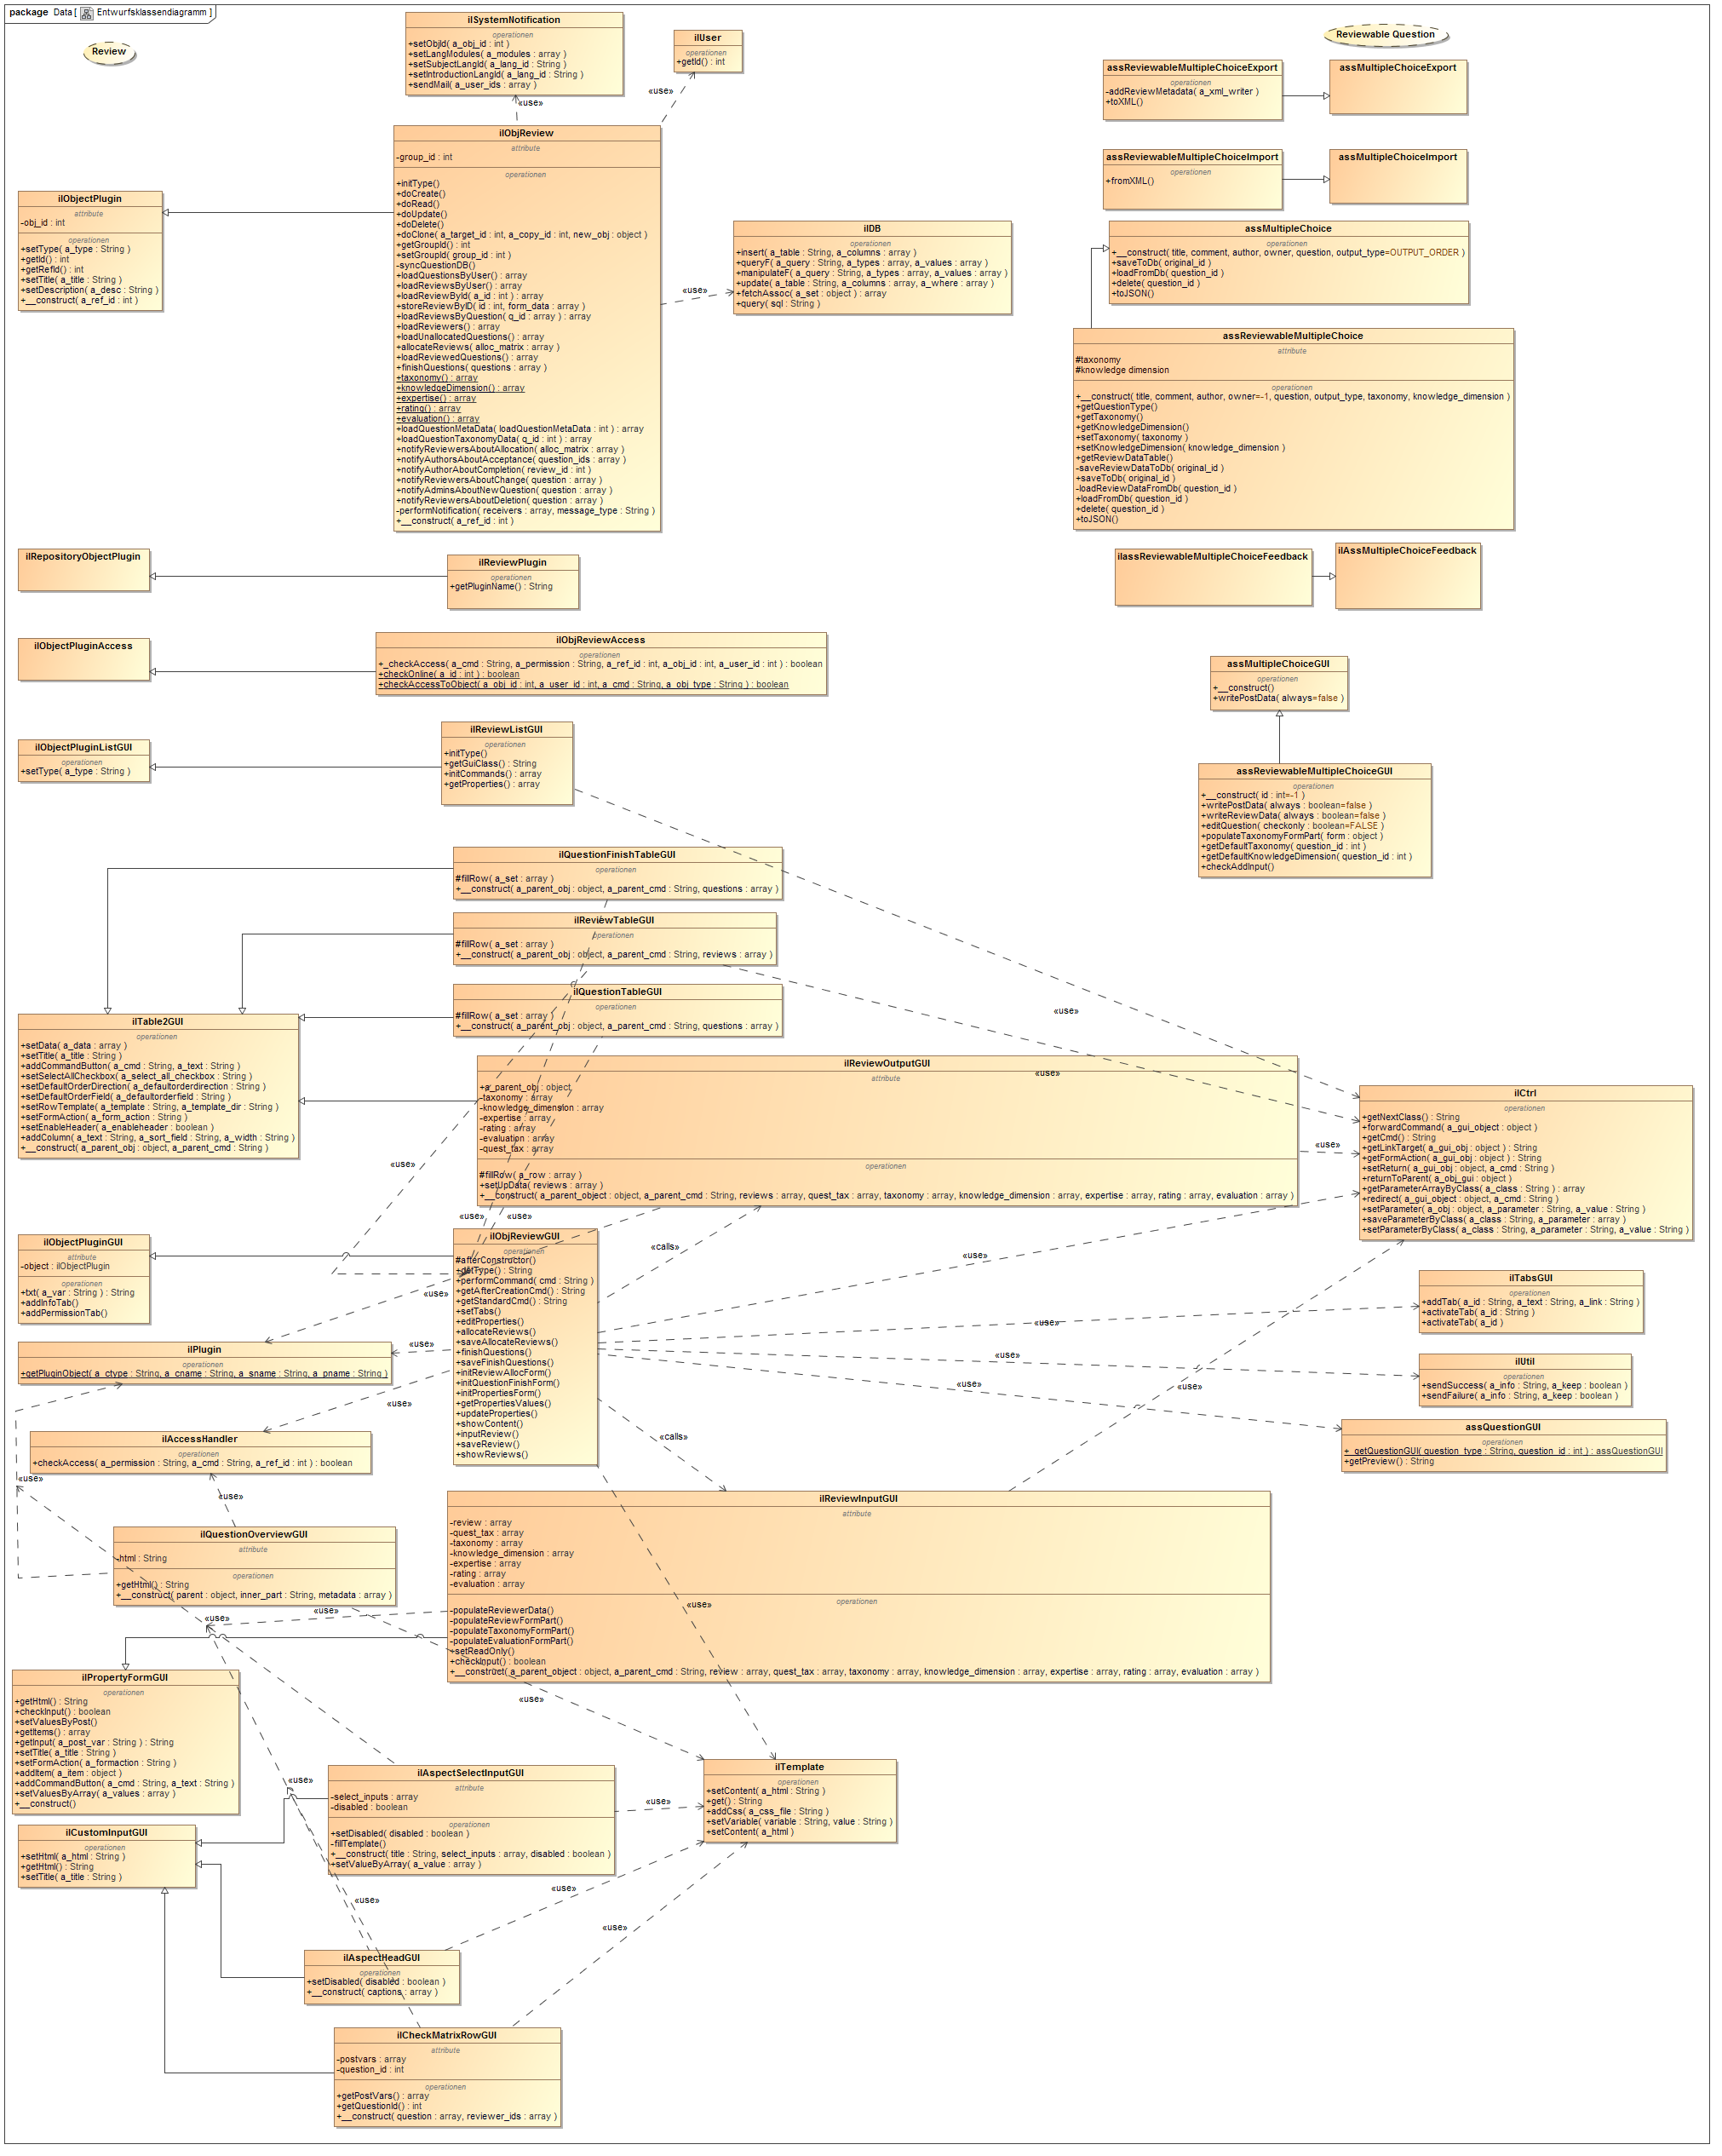 package Data [ Entwurfsklassendiagramm ]
Review
Reviewable Question
ilSystemNotification
operationen
+setObjId( a_obj_id : int )
+setLangModules( a_modules : array )
+setSubjectLangId( a_lang_id : String )
+setIntroductionLangId( a_lang_id : String )
+sendMail( a_user_ids : array )
ilUser
operationen
+getId() : int
«use»
«use»
ilObjReview
attribute
-group_id : int
operationen
+initType()
+doCreate()
+doRead()
+doUpdate()
+doDelete()
+doClone( a_target_id : int, a_copy_id : int, new_obj : object )
+getGroupId() : int
+setGroupId( group_id : int )
-syncQuestionDB()
+loadQuestionsByUser() : array
+loadReviewsByUser() : array
+loadReviewById( a_id : int ) : array
+storeReviewByID( id : int, form_data : array )
+loadReviewsByQuestion( q_id : array ) : array
+loadReviewers() : array
+loadUnallocatedQuestions() : array
+allocateReviews( alloc_matrix : array )
+loadReviewedQuestions() : array
+finishQuestions( questions : array )
+taxonomy() : array
+knowledgeDimension() : array
+expertise() : array
+rating() : array
+evaluation() : array
+loadQuestionMetaData( loadQuestionMetaData : int ) : array
+loadQuestionTaxonomyData( q_id : int ) : array
+notifyReviewersAboutAllocation( alloc_matrix : array )
+notifyAuthorsAboutAcceptance( question_ids : array )
+notifyAuthorAboutCompletion( review_id : int )
+notifyReviewersAboutChange( question : array )
+notifyAdminsAboutNewQuestion( question : array )
+notifyReviewersAboutDeletion( question : array )
-performNotification( receivers : array, message_type : String )
+__construct( a_ref_id : int )
ilObjectPlugin
attribute
-obj_id : int
operationen
+setType( a_type : String )
+getId() : int
+getRefId() : int
+setTitle( a_title : String )
+setDescription( a_desc : String )
+__construct( a_ref_id : int )
«use»
ilDB
operationen
+insert( a_table : String, a_columns : array )
+queryF( a_query : String, a_types : array, a_values : array )
+manipulateF( a_query : String, a_types : array, a_values : array )
+update( a_table : String, a_columns : array, a_where : array )
+fetchAssoc( a_set : object ) : array
+query( sql : String )
assReviewableMultipleChoiceExport
operationen
-addReviewMetadata( a_xml_writer )
+toXML()
assMultipleChoiceExport
assReviewableMultipleChoiceImport
operationen
+fromXML()
assMultipleChoiceImport
assMultipleChoice
operationen
+__construct( title, comment, author, owner, question, output_type=OUTPUT_ORDER )
+saveToDb( original_id )
+loadFromDb( question_id )
+delete( question_id )
+toJSON()
assReviewableMultipleChoice
attribute
#taxonomy
#knowledge dimension
operationen
+__construct( title, comment, author, owner=-1, question, output_type, taxonomy, knowledge_dimension )
+getQuestionType()
+getTaxonomy()
+getKnowledgeDimension()
+setTaxonomy( taxonomy )
+setKnowledgeDimension( knowledge_dimension )
+getReviewDataTable()
-saveReviewDataToDb( original_id )
+saveToDb( original_id )
-loadReviewDataFromDb( question_id )
+loadFromDb( question_id )
+delete( question_id )
+toJSON()
ilassReviewableMultipleChoiceFeedback
ilAssMultipleChoiceFeedback
ilRepositoryObjectPlugin
ilReviewPlugin
operationen
+getPluginName() : String
ilObjectPluginAccess
ilObjReviewAccess
operationen
+_checkAccess( a_cmd : String, a_permission : String, a_ref_id : int, a_obj_id : int, a_user_id : int ) : boolean
+checkOnline( a_id : int ) : boolean
+checkAccessToObject( a_obj_id : int, a_user_id : int, a_cmd : String, a_obj_type : String ) : boolean
assMultipleChoiceGUI
operationen
+__construct()
+writePostData( always=false )
assReviewableMultipleChoiceGUI
operationen
+__construct( id : int=-1 )
+writePostData( always : boolean=false )
+writeReviewData( always : boolean=false )
+editQuestion( checkonly : boolean=FALSE )
+populateTaxonomyFormPart( form : object )
+getDefaultTaxonomy( question_id : int )
+getDefaultKnowledgeDimension( question_id : int )
+checkAddInput()
ilObjectPluginListGUI
operationen
+setType( a_type : String )
ilReviewListGUI
operationen
+initType()
+getGuiClass() : String
+initCommands() : array
+getProperties() : array
ilQuestionFinishTableGUI
operationen
#fillRow( a_set : array )
+__construct( a_parent_obj : object, a_parent_cmd : String, questions : array )
ilReviewTableGUI
operationen
#fillRow( a_set : array )
+__construct( a_parent_obj : object, a_parent_cmd : String, reviews : array )
ilQuestionTableGUI
operationen
#fillRow( a_set : array )
+__construct( a_parent_obj : object, a_parent_cmd : String, questions : array )
«use»
«use»
«use»
ilTable2GUI
operationen
+setData( a_data : array )
+setTitle( a_title : String )
+addCommandButton( a_cmd : String, a_text : String )
+setSelectAllCheckbox( a_select_all_checkbox : String )
+setDefaultOrderDirection( a_defaultorderdirection : String )
+setDefaultOrderField( a_defaultorderfield : String )
+setRowTemplate( a_template : String, a_template_dir : String )
+setFormAction( a_form_action : String )
+setEnableHeader( a_enableheader : boolean )
+addColumn( a_text : String, a_sort_field : String, a_width : String )
+__construct( a_parent_obj : object, a_parent_cmd : String )
ilReviewOutputGUI
attribute
+a_parent_obj : object
-taxonomy : array
-knowledge_dimension : array
-expertise : array
-rating : array
-evaluation : array
-quest_tax : array
operationen
#fillRow( a_row : array )
+setUpData( reviews : array )
+__construct( a_parent_object : object, a_parent_cmd : String, reviews : array, quest_tax : array, taxonomy : array, knowledge_dimension : array, expertise : array, rating : array, evaluation : array )
ilCtrl
operationen
+getNextClass() : String
+forwardCommand( a_gui_object : object )
+getCmd() : String
+getLinkTarget( a_gui_obj : object ) : String
+getFormAction( a_gui_obj : object ) : String
+setReturn( a_gui_obj : object, a_cmd : String )
+returnToParent( a_obj_gui : object )
+getParameterArrayByClass( a_class : String ) : array
+redirect( a_gui_object : object, a_cmd : String )
+setParameter( a_obj : object, a_parameter : String, a_value : String )
+saveParameterByClass( a_class : String, a_parameter : array )
+setParameterByClass( a_class : String, a_parameter : String, a_value : String )
«use»
«use»
«use»
«calls»
«use»
ilObjectPluginGUI
attribute
-object : ilObjectPlugin
operationen
+txt( a_var : String ) : String
+addInfoTab()
+addPermissionTab()
ilObjReviewGUI
operationen
#afterConstructor()
+getType() : String
+performCommand( cmd : String )
+getAfterCreationCmd() : String
+getStandardCmd() : String
+setTabs()
+editProperties()
+allocateReviews()
+saveAllocateReviews()
+finishQuestions()
+saveFinishQuestions()
+initReviewAllocForm()
+initQuestionFinishForm()
+initPropertiesForm()
+getPropertiesValues()
+updateProperties()
+showContent()
+inputReview()
+saveReview()
+showReviews()
«use»
«use»
«use»
«use»
«use»
«use»
«use»
«calls»
ilTabsGUI
operationen
+addTab( a_id : String, a_text : String, a_link : String )
+activateTab( a_id : String )
+activateTab( a_id )
ilUtil
operationen
+sendSuccess( a_info : String, a_keep : boolean )
+sendFailure( a_info : String, a_keep : boolean )
assQuestionGUI
operationen
+_getQuestionGUI( question_type : String, question_id : int ) : assQuestionGUI
+getPreview() : String
ilPlugin
operationen
+getPluginObject( a_ctype : String, a_cname : String, a_sname : String, a_pname : String )
ilAccessHandler
operationen
+checkAccess( a_permission : String, a_cmd : String, a_ref_id : int ) : boolean
«use»
«use»
ilQuestionOverviewGUI
attribute
-html : String
operationen
+getHtml() : String
+__construct( parent : object, inner_part : String, metadata : array )
ilReviewInputGUI
attribute
-review : array
-quest_tax : array
-taxonomy : array
-knowledge_dimension : array
-expertise : array
-rating : array
-evaluation : array
operationen
-populateReviewerData()
-populateReviewFormPart()
-populateTaxonomyFormPart()
-populateEvaluationFormPart()
+setReadOnly()
+checkInput() : boolean
+__construct( a_parent_object : object, a_parent_cmd : String, review : array, quest_tax : array, taxonomy : array, knowledge_dimension : array, expertise : array, rating : array, evaluation : array )
«use»
«use»
«use»
«use»
ilPropertyFormGUI
operationen
+getHtml() : String
+checkInput() : boolean
+setValuesByPost()
+getItems() : array
+getInput( a_post_var : String ) : String
+setTitle( a_title : String )
+setFormAction( a_formaction : String )
+addItem( a_item : object )
+addCommandButton( a_cmd : String, a_text : String )
+setValuesByArray( a_values : array )
+__construct()
ilCustomInputGUI
operationen
+setHtml( a_html : String )
+getHtml() : String
+setTitle( a_title : String )
«use»
ilAspectSelectInputGUI
attribute
-select_inputs : array
-disabled : boolean
operationen
+setDisabled( disabled : boolean )
-fillTemplate()
+__construct( title : String, select_inputs : array, disabled : boolean )
+setValueByArray( a_value : array )
«use»
ilTemplate
operationen
+setContent( a_html : String )
+get() : String
+addCss( a_css_file : String )
+setVariable( variable : String, value : String )
+setContent( a_html )
«use»
«use»
«use»
ilAspectHeadGUI
operationen
+setDisabled( disabled : boolean )
+__construct( captions : array )
ilCheckMatrixRowGUI
attribute
-postvars : array
-question_id : int
operationen
+getPostVars() : array
+getQuestionId() : int
+__construct( question : array, reviewer_ids : array )